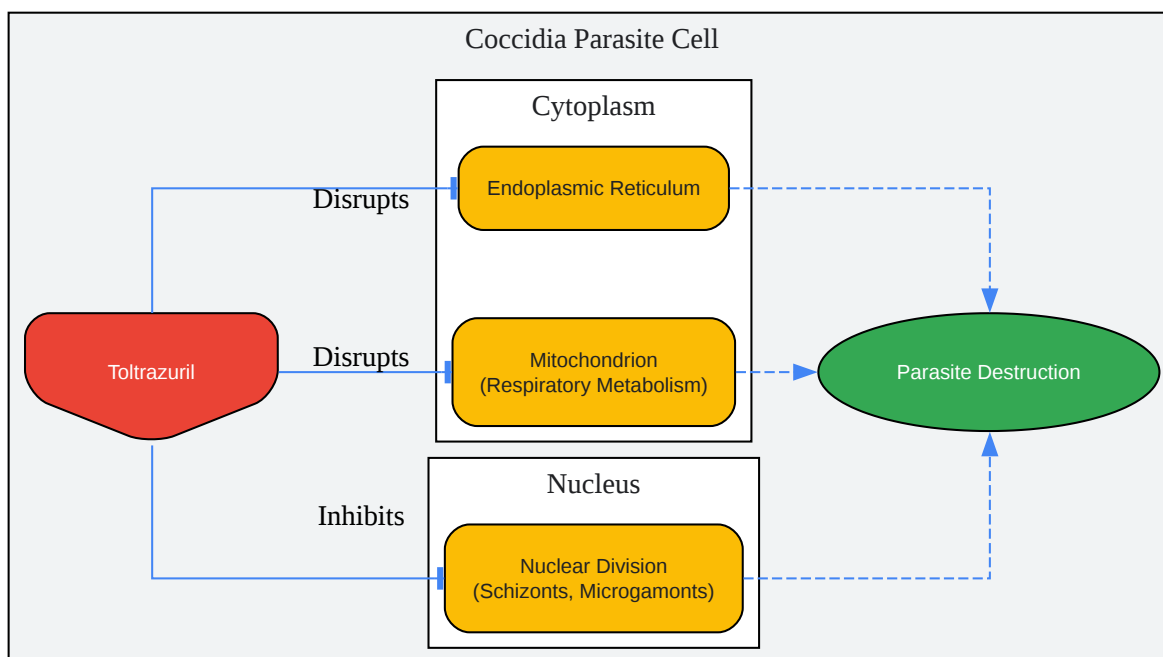 Coccidia Parasite Cell
Cytoplasm
Endoplasmic Reticulum
Disrupts
Toltrazuril
Disrupts
Mitochondrion
(Respiratory Metabolism)
Parasite Destruction
Nucleus
Inhibits
Nuclear Division
(Schizonts, Microgamonts)